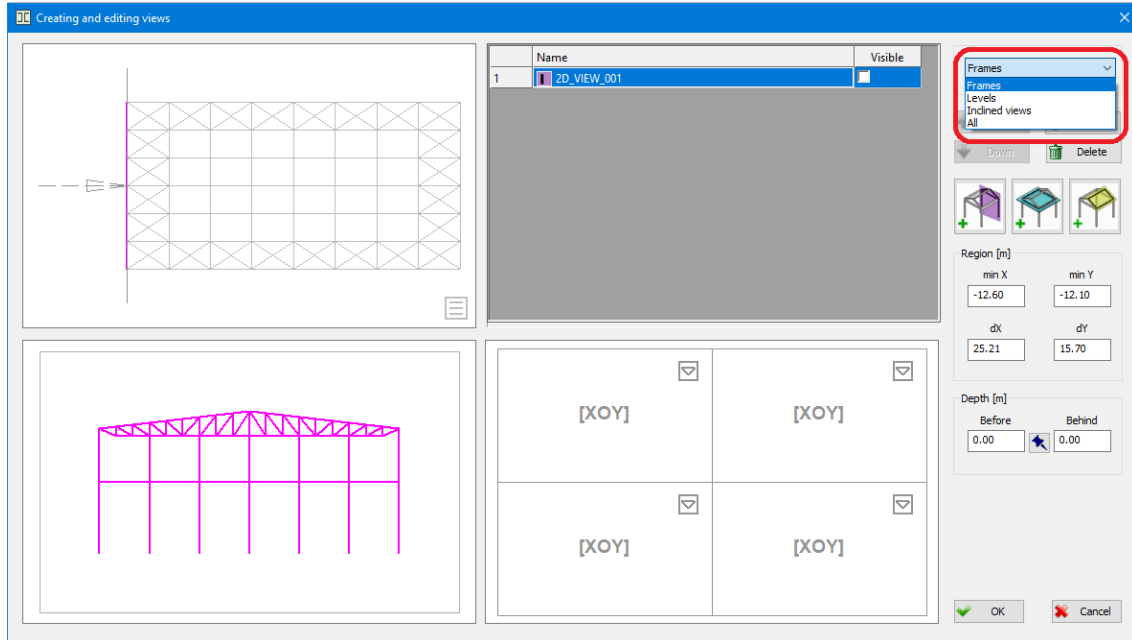 Creating and editing views
Name Visible
1 2D_VIEW_001
Frames
Frames
Levels
Inclined views
All
Down Delete
Region [m]
min X min Y
-12.60 -12.10
dX dY
25.21 15.70
Depth [m]
Before Behind
0.00 0.00
[XOY] [XOY]
[XOY] [XOY]
OK Cancel